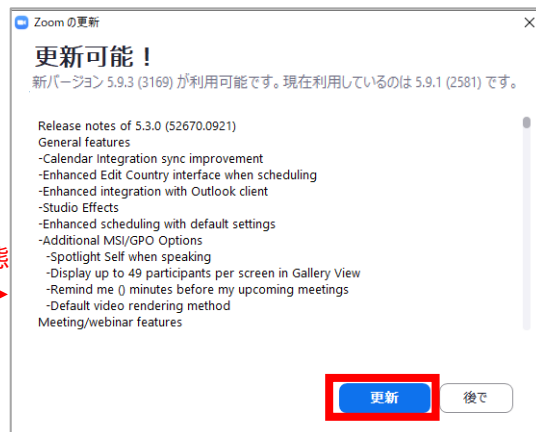 Zoom の更新
更新可能！
新バージョン 5.9.3 (3169) が利用可能です。現在利用しているのは 5.9.1 (2581) です。
Release notes of 5.3.0 (52670.0921)
General features
-Calendar Integration sync improvement
-Enhanced Edit Country interface when scheduling
-Enhanced integration with Outlook client
-Studio Effects
-Enhanced scheduling with default settings
-Additional MSI/GPO Options
-Spotlight Self when speaking
-Display up to 49 participants per screen in Gallery View
-Remind me () minutes before my upcoming meetings
-Default video rendering method
Meeting/webinar features
更新
後で